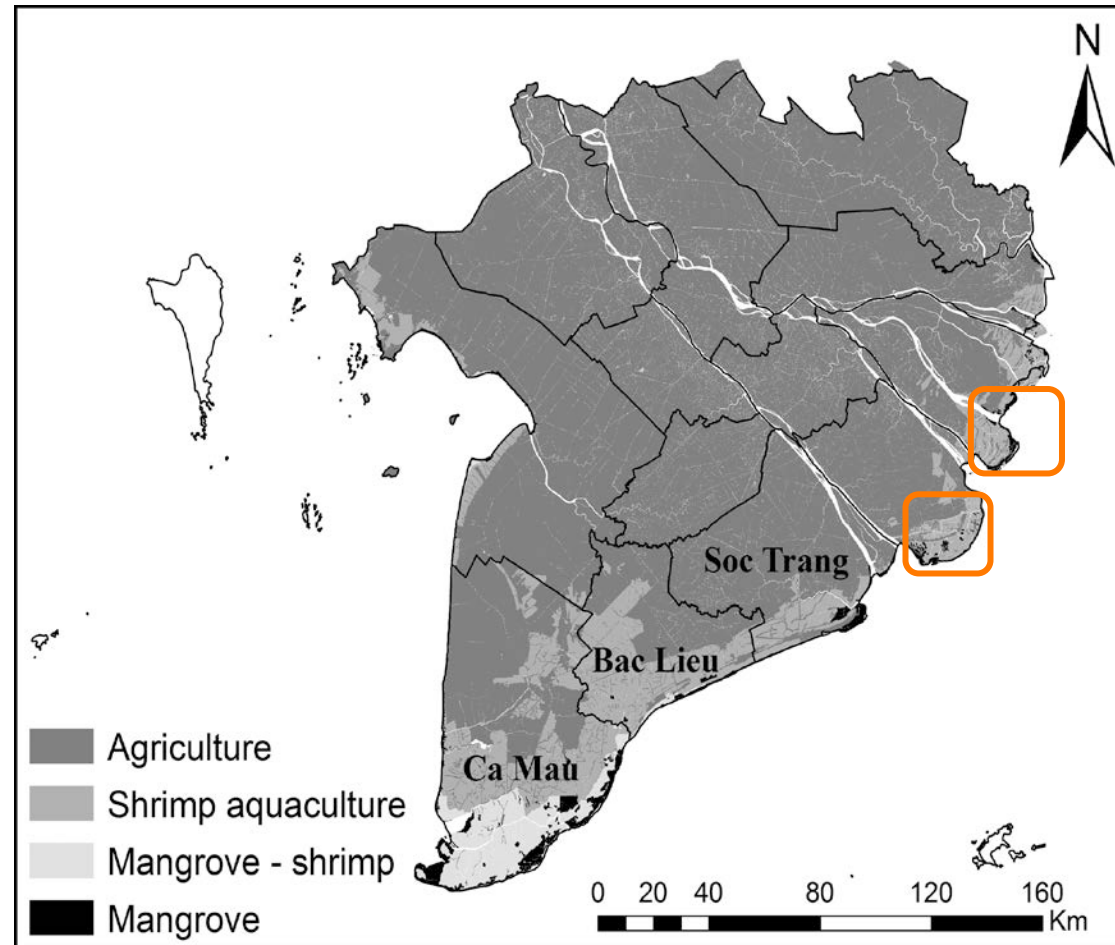 N
Soc Trang
Bac Lieu
Ca Mau
Agriculture
Shrimp aquaculture
Mangrove - shrimp
Mangrove
0 20 40 80 120 160
Km